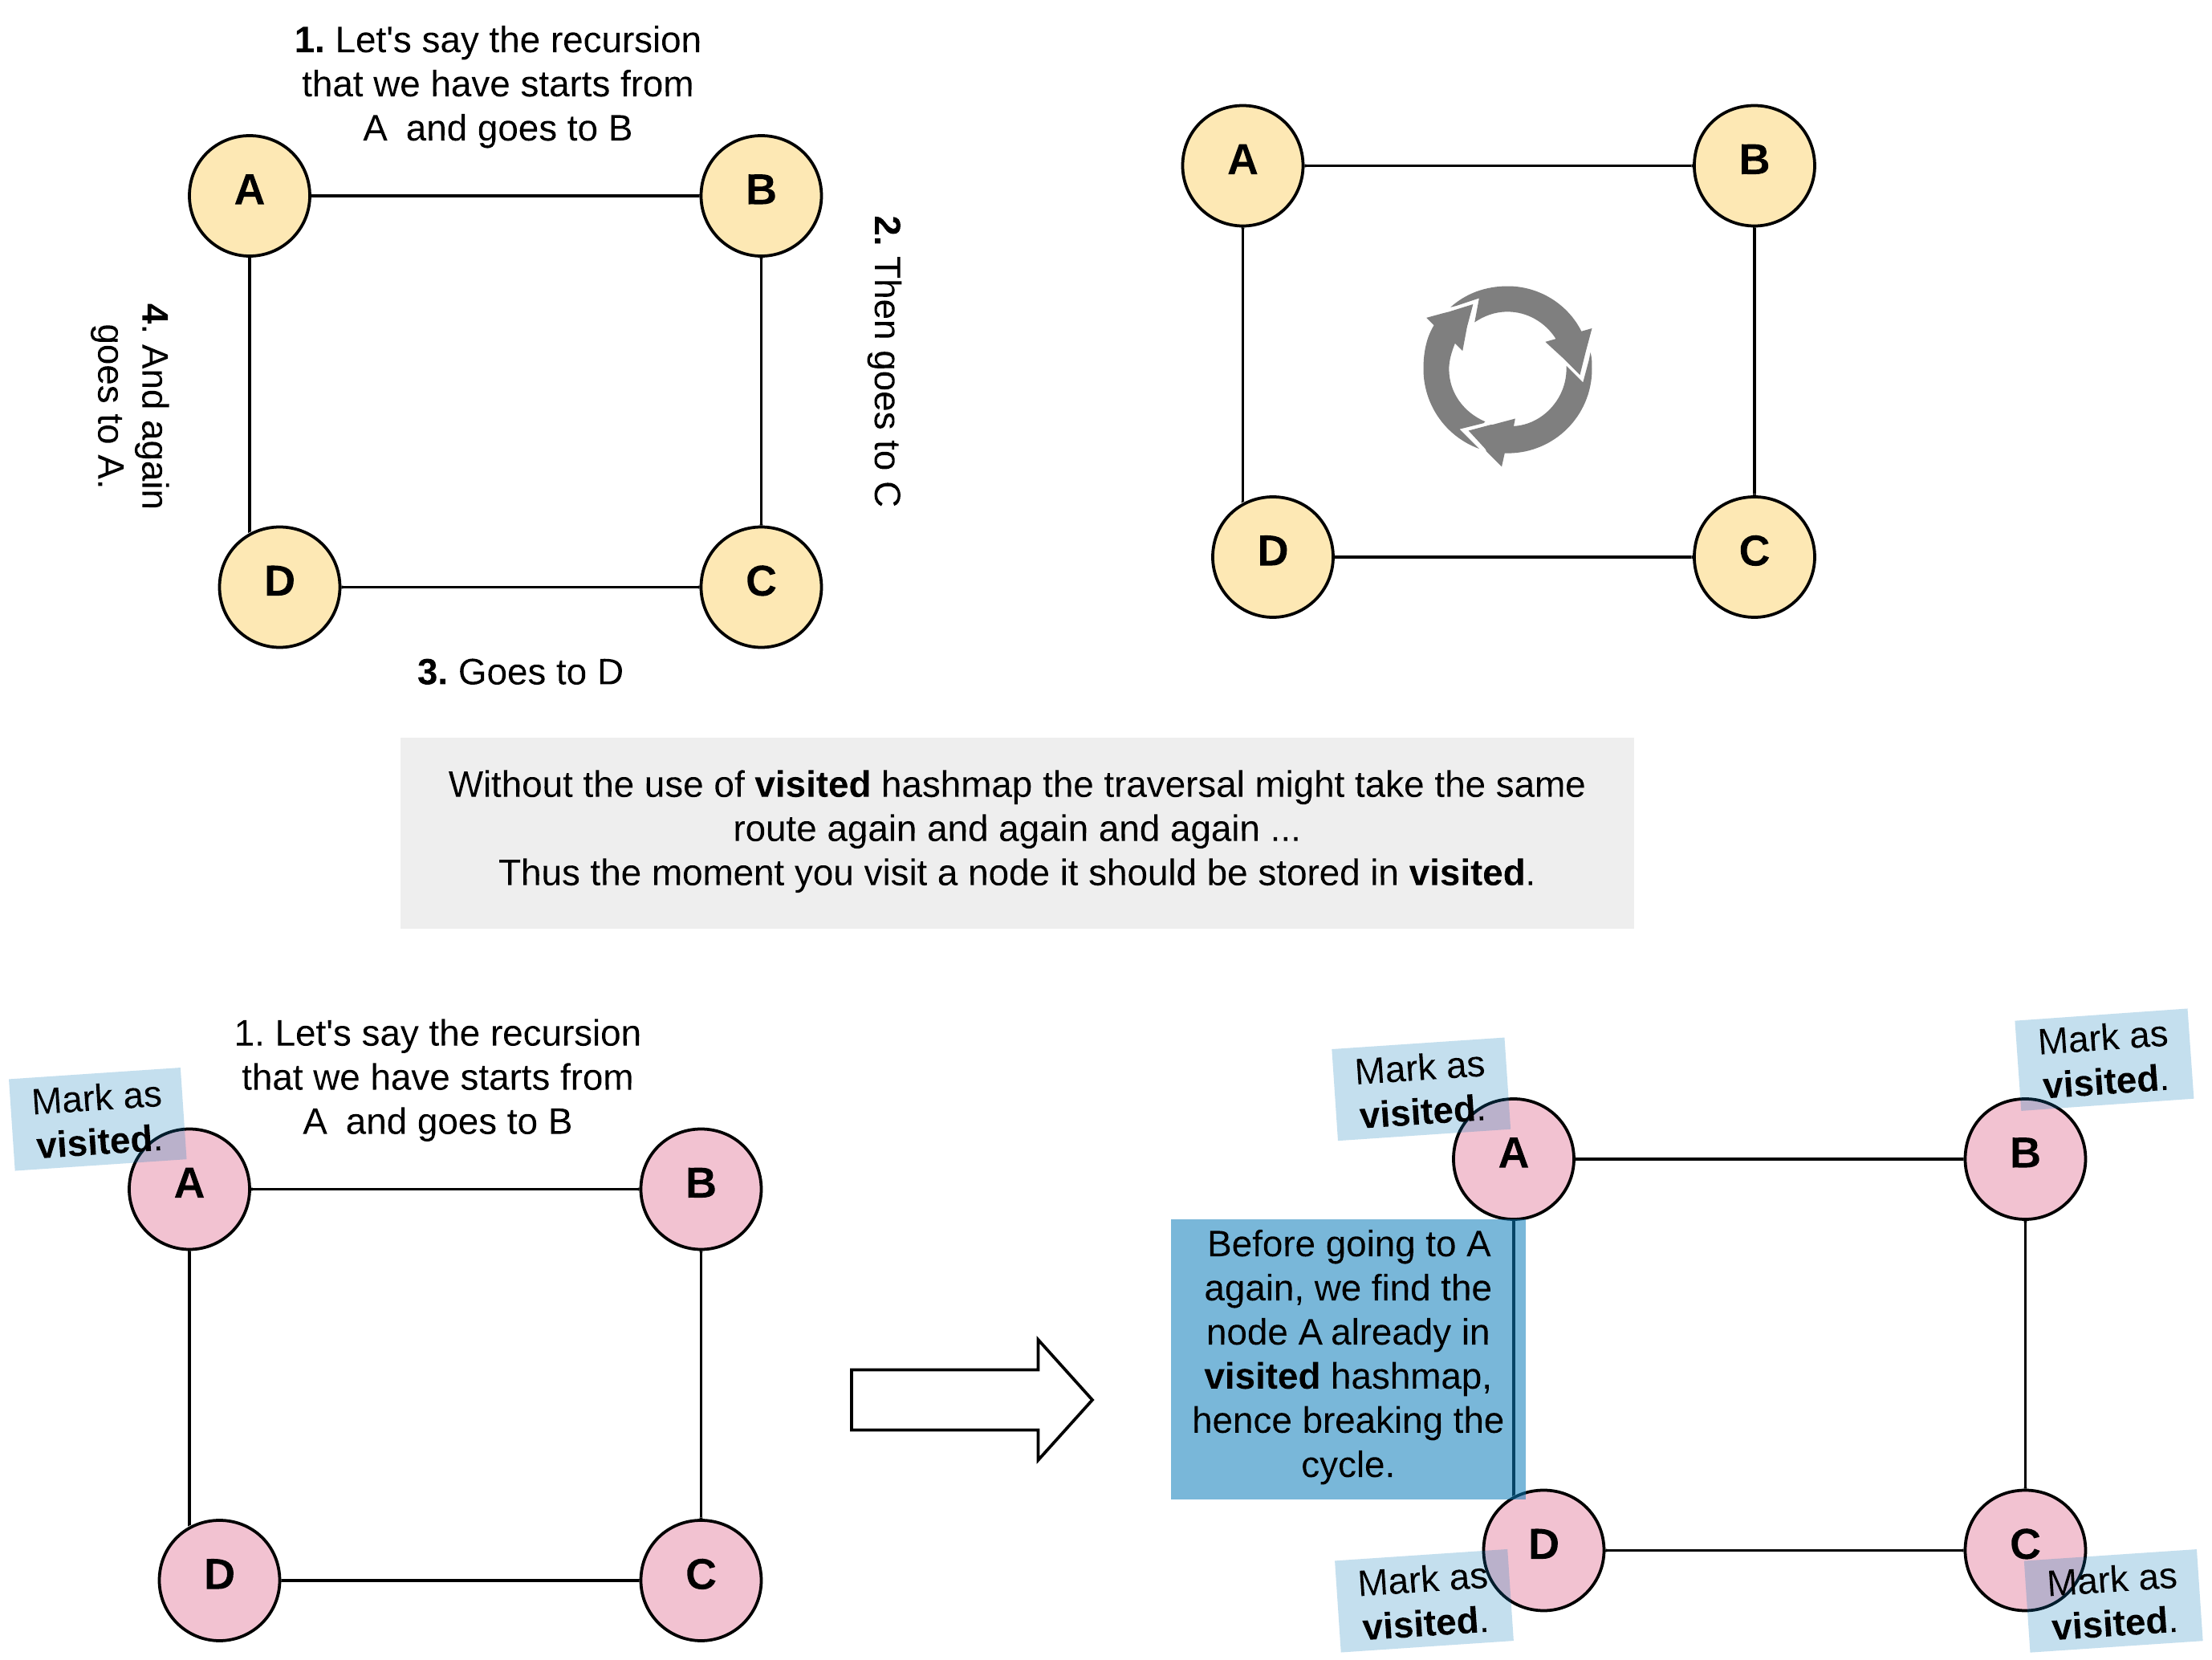 1. Let's say the recursion
that we have starts from
A and goes to B
A
B
2. Then goes to C
4. And again
goes to A.
D
C
3. Goes to D
A
B
D
C
Without the use of visited hashmap the traversal might take the same
route again and again and again ...
Thus the moment you visit a node it should be stored in visited.
1. Let's say the recursion
that we have starts from
A and goes to B
Mark as
visited.
A
B
D
C
Mark as
visited.
Mark as
visited.
A
B
Before going to A
again, we find the
node A already in
visited hashmap,
hence breaking the
cycle.
D
C
Mark as
visited.
Mark as
visited.